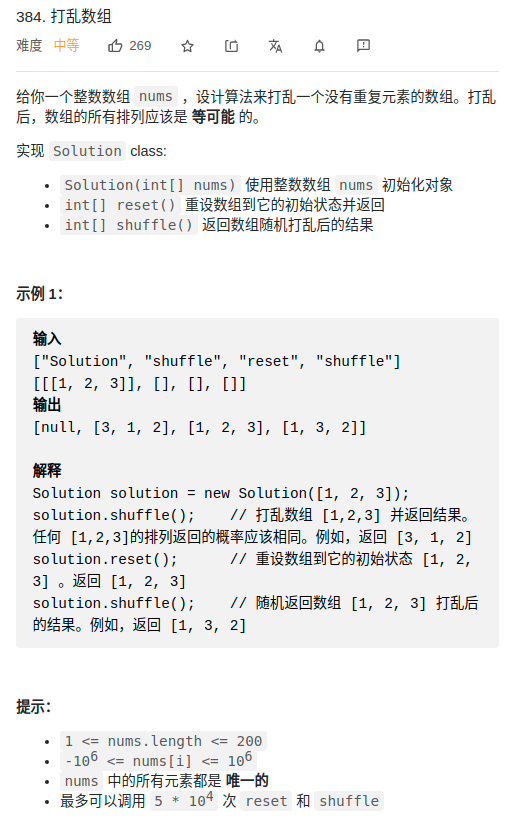 384. 打乱数组
难度 中等 269
给你一个整数数组 nums ，设计算法来打乱一个没有重复元素的数组。打乱
后，数组的所有排列应该是 等可能 的。
实现 Solution class:
• Solution(int[] nums) 使用整数数组 nums 初始化对象
• int[] reset() 重设数组到它的初始状态并返回
• int[] shuffle() 返回数组随机打乱后的结果
示例 1：
输入
["Solution", "shuffle", "reset", "shuffle"]
[[[1, 2, 3]], [], [], []]
输出
[null, [3, 1, 2], [1, 2, 3], [1, 3, 2]]
解释
Solution solution = new Solution([1, 2, 3]);
solution.shuffle();    // 打乱数组 [1,2,3] 并返回结果。
任何 [1,2,3]的排列返回的概率应该相同。例如，返回 [3, 1, 2]
solution.reset();      // 重设数组到它的初始状态 [1, 2,
3] 。返回 [1, 2, 3]
solution.shuffle();    // 随机返回数组 [1, 2, 3] 打乱后
的结果。例如，返回 [1, 3, 2]
提示：
• 1 <= nums.length <= 200
• -10⁶ <= nums[i] <= 10⁶
• nums 中的所有元素都是 唯一的
• 最多可以调用 5 * 10⁴ 次 reset 和 shuffle